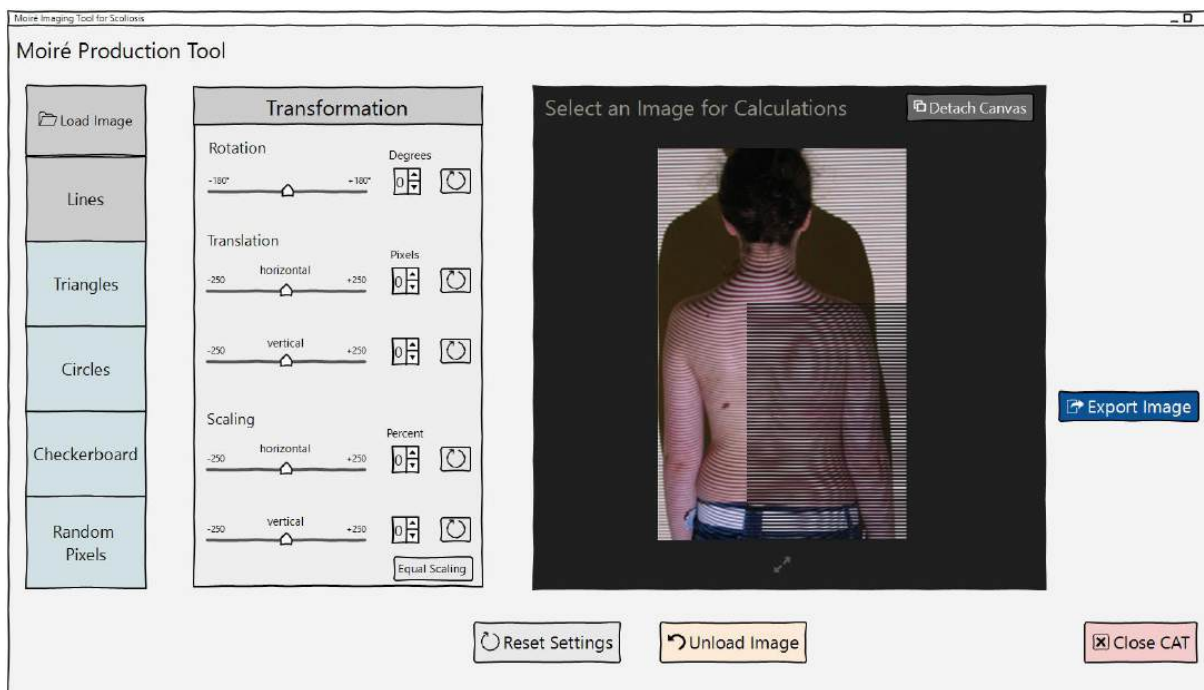 Moiré Imaging Tool for Scoliosis
Moiré Production Tool
Load Image
Lines
Triangles
Circles
Checkerboard
Random
Pixels
Transformation
Rotation
Degrees
-180° +180°
0
Translation
Pixels
horizontal
-250 +250
0
vertical
-250 +250
0
Scaling
Percent
horizontal
-250 +250
0
vertical
-250 +250
0
Equal Scaling
Select an Image for Calculations
Detach Canvas
Export Image
Reset Settings
Unload Image
Close CAT